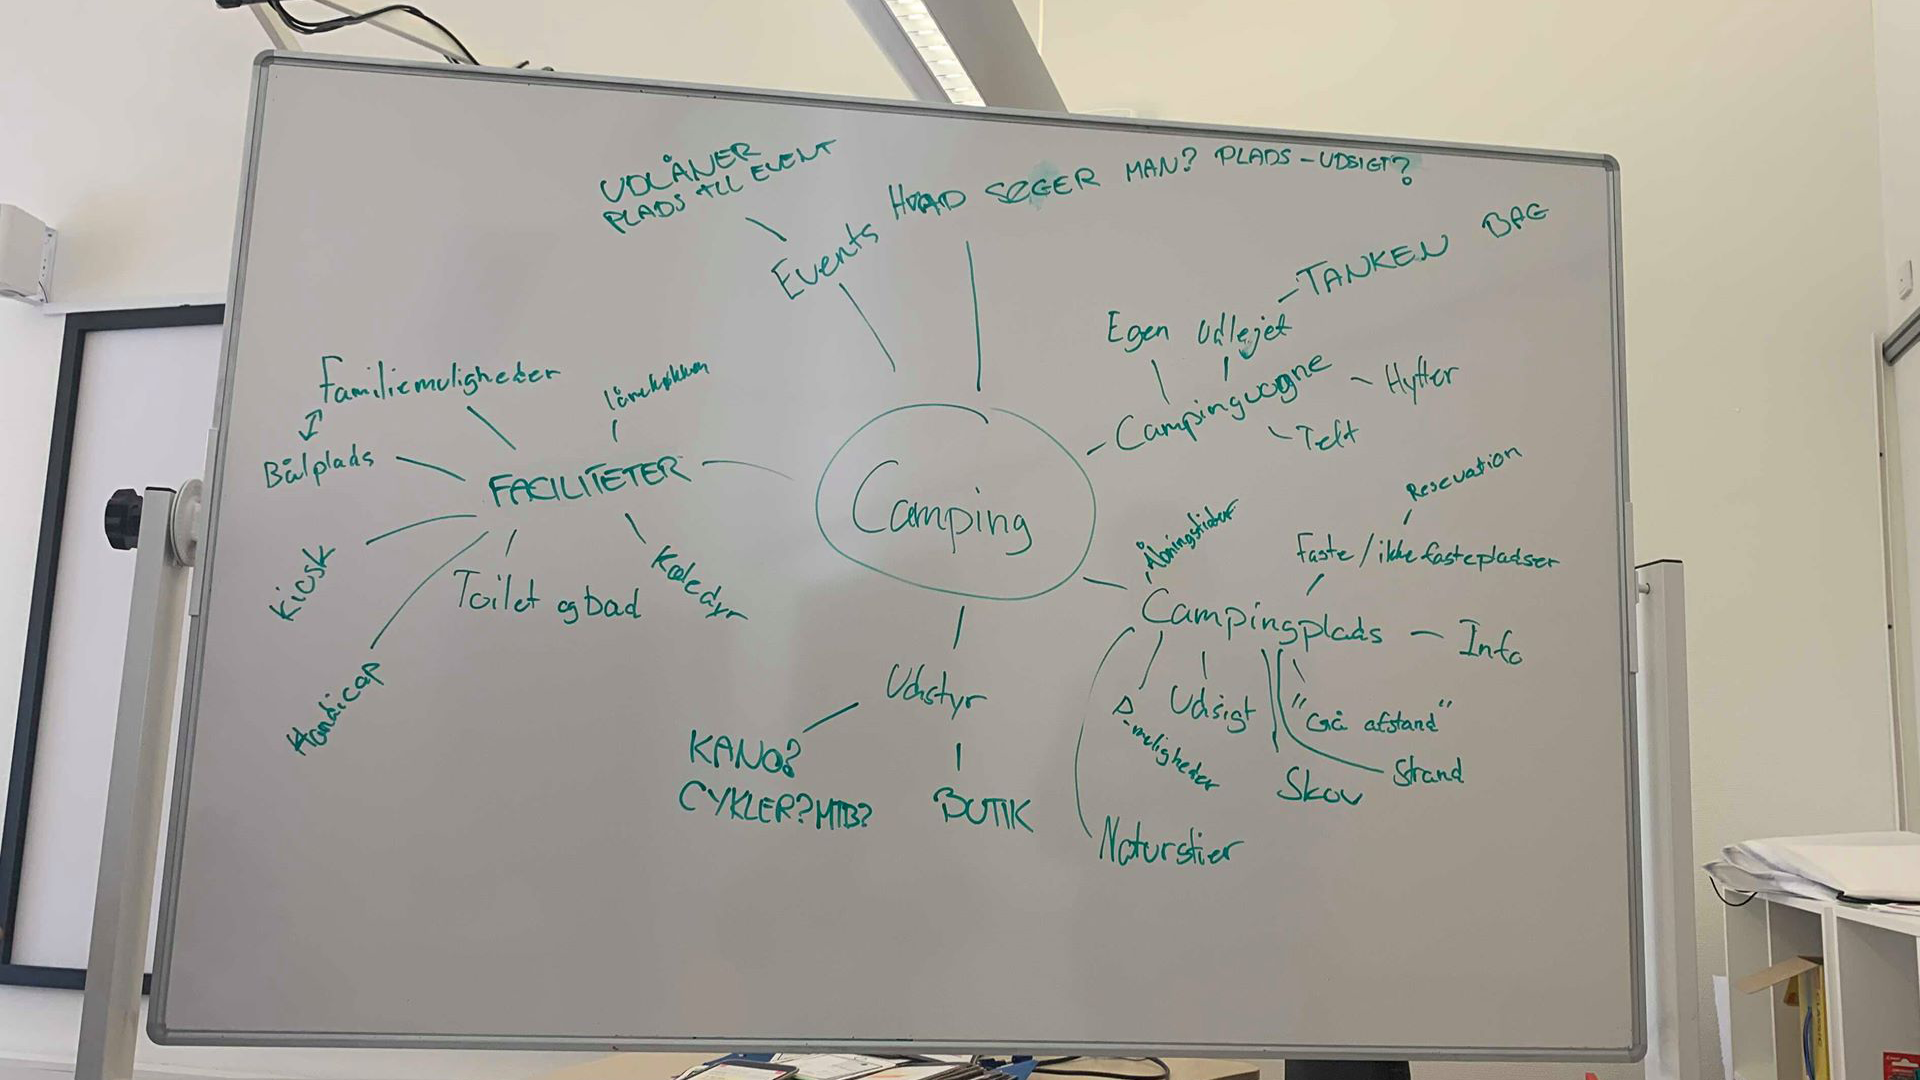 UDLÅNER
PLADS TIL EVENT
Events
HVAD SØGER MAN? PLADS - UDSIGT?
TANKEN BAG
Egen Udlejet
Campingvogne
Hytter
Telt
Familiemuligheder
lånekøkken
Bålplads
FACILITETER
Kiosk
Toilet og bad
Kæledyr
Handicap
Camping
Resevation
Åbningstider
Faste / ikke fastepladser
Campingplads - Info
P-muligheder
Udsigt
"Gå afstand"
Strand
Skov
Naturstier
Udstyr
KANO?
CYKLER? MTB?
BUTIK